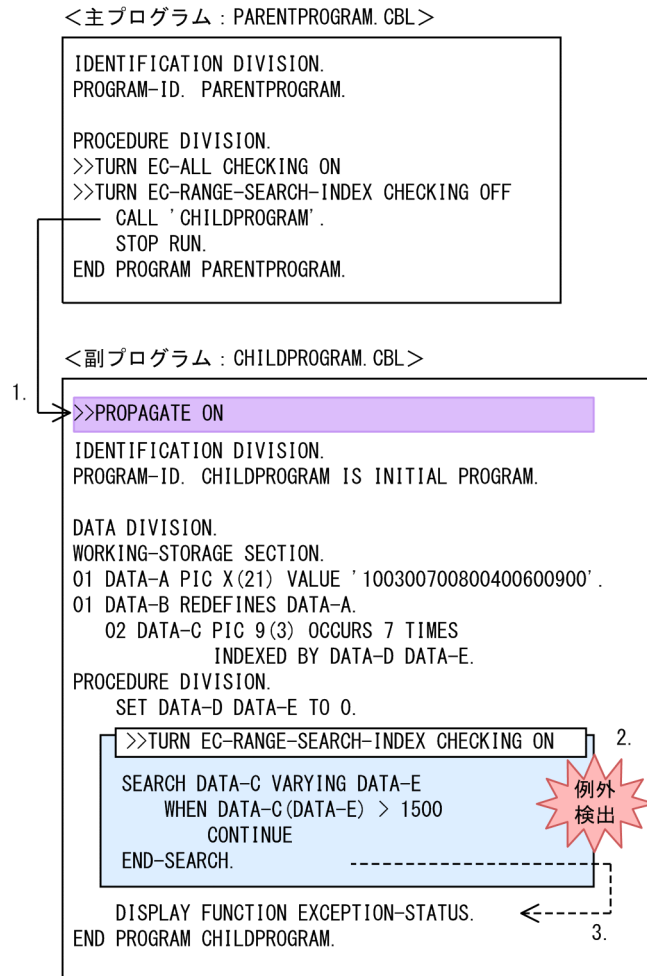 ＜主プログラム：PARENTPROGRAM.CBL＞
IDENTIFICATION DIVISION.
PROGRAM-ID. PARENTPROGRAM.
PROCEDURE DIVISION.
>>TURN EC-ALL CHECKING ON
>>TURN EC-RANGE-SEARCH-INDEX CHECKING OFF
CALL 'CHILDPROGRAM'.
STOP RUN.
END PROGRAM PARENTPROGRAM.
＜副プログラム：CHILDPROGRAM.CBL＞
1.
>>PROPAGATE ON
IDENTIFICATION DIVISION.
PROGRAM-ID. CHILDPROGRAM IS INITIAL PROGRAM.
DATA DIVISION.
WORKING-STORAGE SECTION.
01 DATA-A PIC X(21) VALUE '100300700800400600900'.
01 DATA-B REDEFINES DATA-A.
02 DATA-C PIC 9(3) OCCURS 7 TIMES
INDEXED BY DATA-D DATA-E.
PROCEDURE DIVISION.
SET DATA-D DATA-E TO 0.
>>TURN EC-RANGE-SEARCH-INDEX CHECKING ON
2.
SEARCH DATA-C VARYING DATA-E
WHEN DATA-C(DATA-E) > 1500
CONTINUE
END-SEARCH.
例外
検出
DISPLAY FUNCTION EXCEPTION-STATUS.
3.
END PROGRAM CHILDPROGRAM.